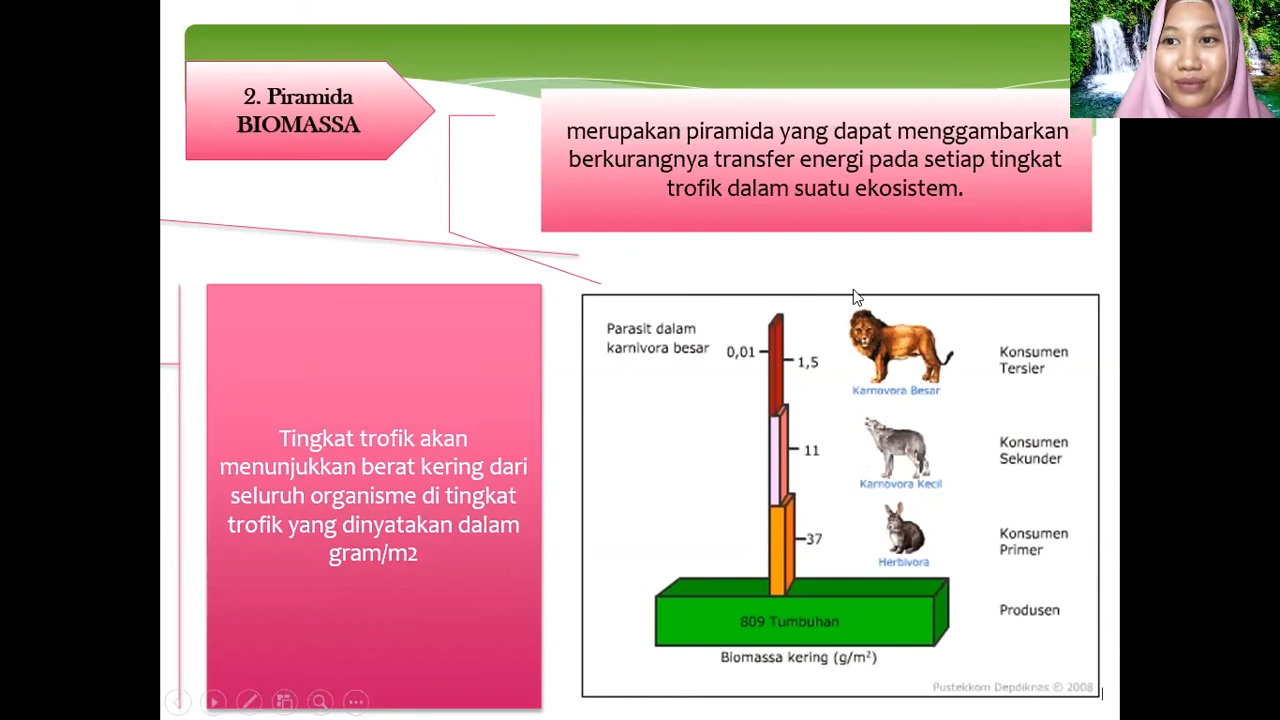 2. Piramida
BIOMASSA
merupakan piramida yang dapat menggambarkan
berkurangnya transfer energi pada setiap tingkat
trofik dalam suatu ekosistem.
Tingkat trofik akan
menunjukkan berat kering dari
seluruh organisme di tingkat
trofik yang dinyatakan dalam
gram/m2
Parasit dalam
karnivora besar
0,01
1,5
Karnovora Besar
Konsumen
Tersier
11
Karnovora Kecil
Konsumen
Sekunder
37
Herbivora
Konsumen
Primer
809 Tumbuhan
Produsen
Biomassa kering (g/m²)
Pustekkom Depdiknas © 2008